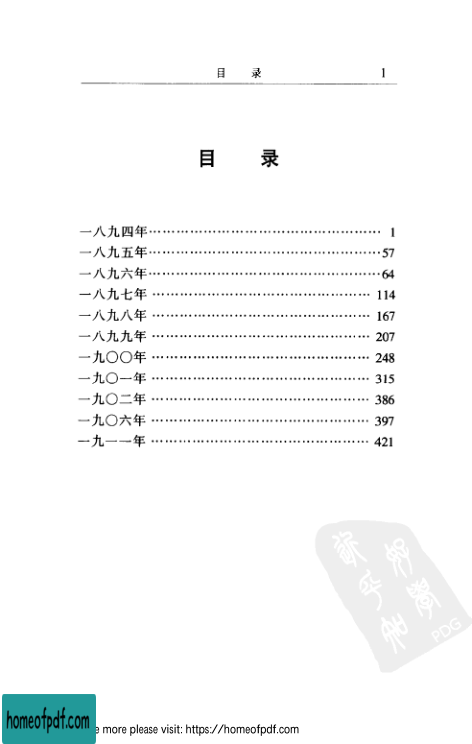 目 录 1
目 录
一八九四年 …………………………………………… 1
一八九五年 …………………………………………… 57
一八九六年 …………………………………………… 64
一八九七年 …………………………………………… 114
一八九八年 …………………………………………… 167
一八九九年 …………………………………………… 207
一九〇〇年 …………………………………………… 248
一九〇一年 …………………………………………… 315
一九〇二年 …………………………………………… 386
一九〇六年 …………………………………………… 397
一九一一年 …………………………………………… 421
PDG
homeofpdf.com
e more please visit: https://homeofpdf.com